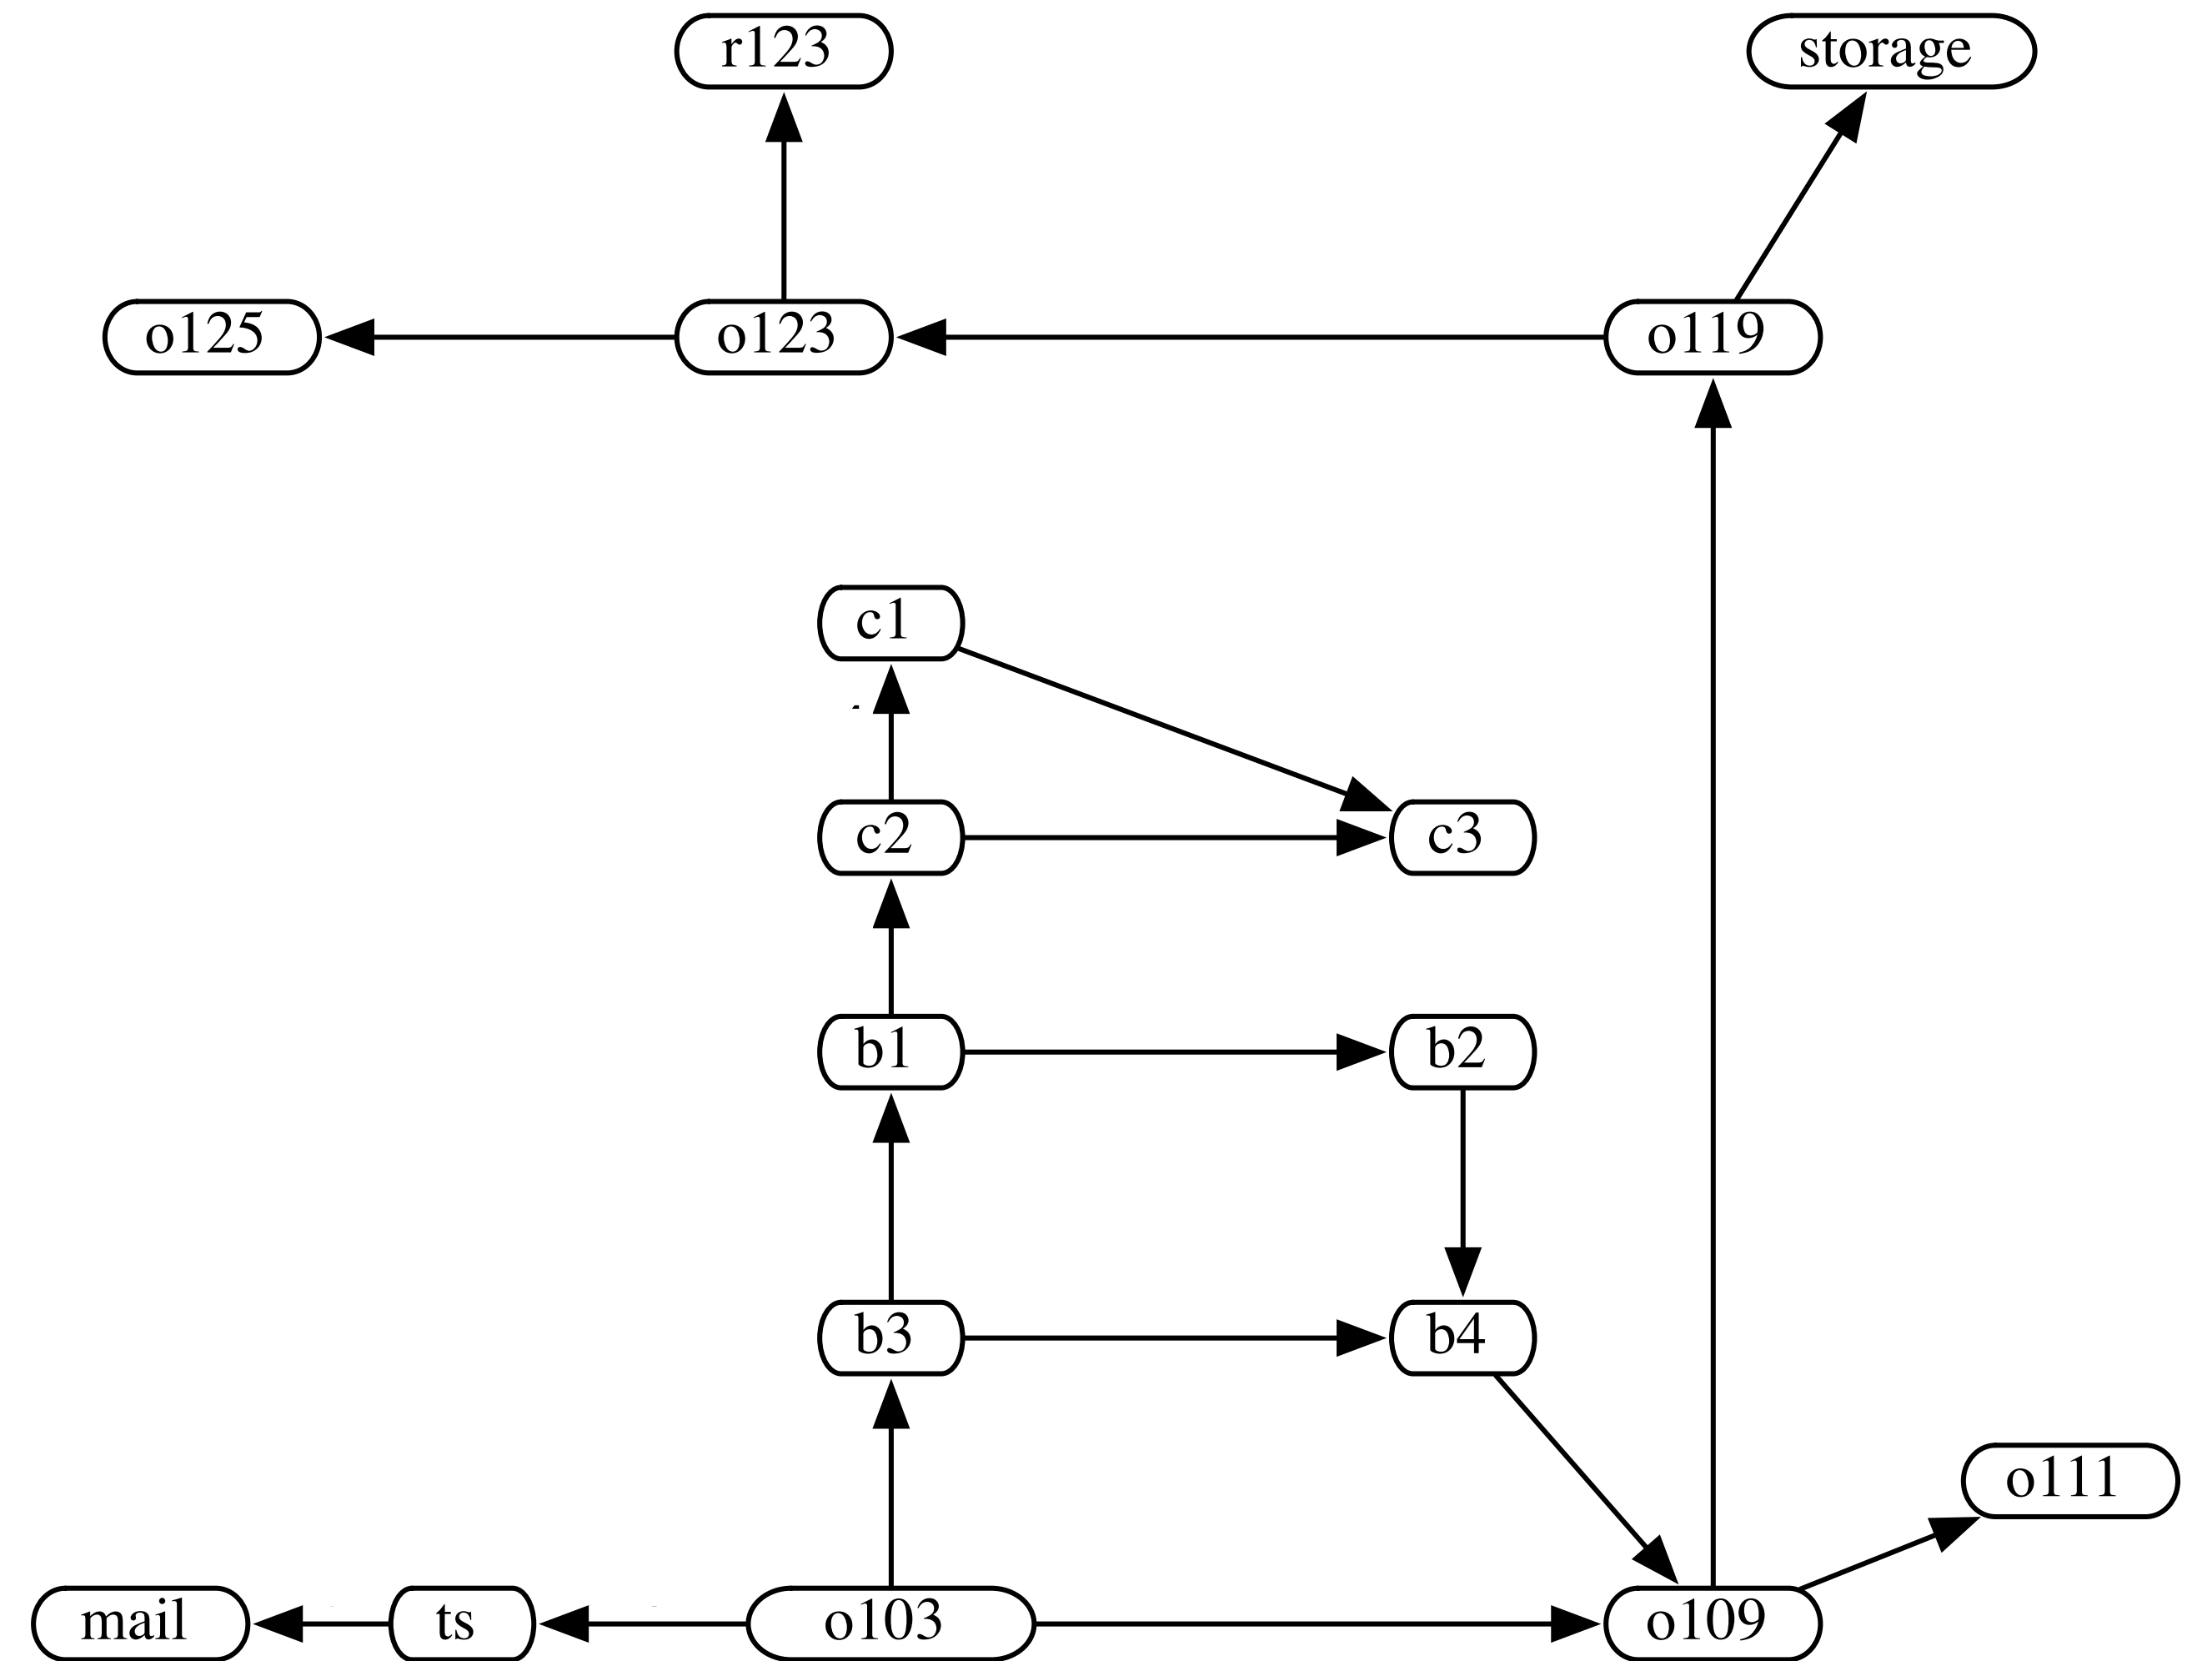 r123
storage
o125
o123
o119
c1
c2
c3
b1
b2
b3
b4
o111
mail
ts
o103
o109